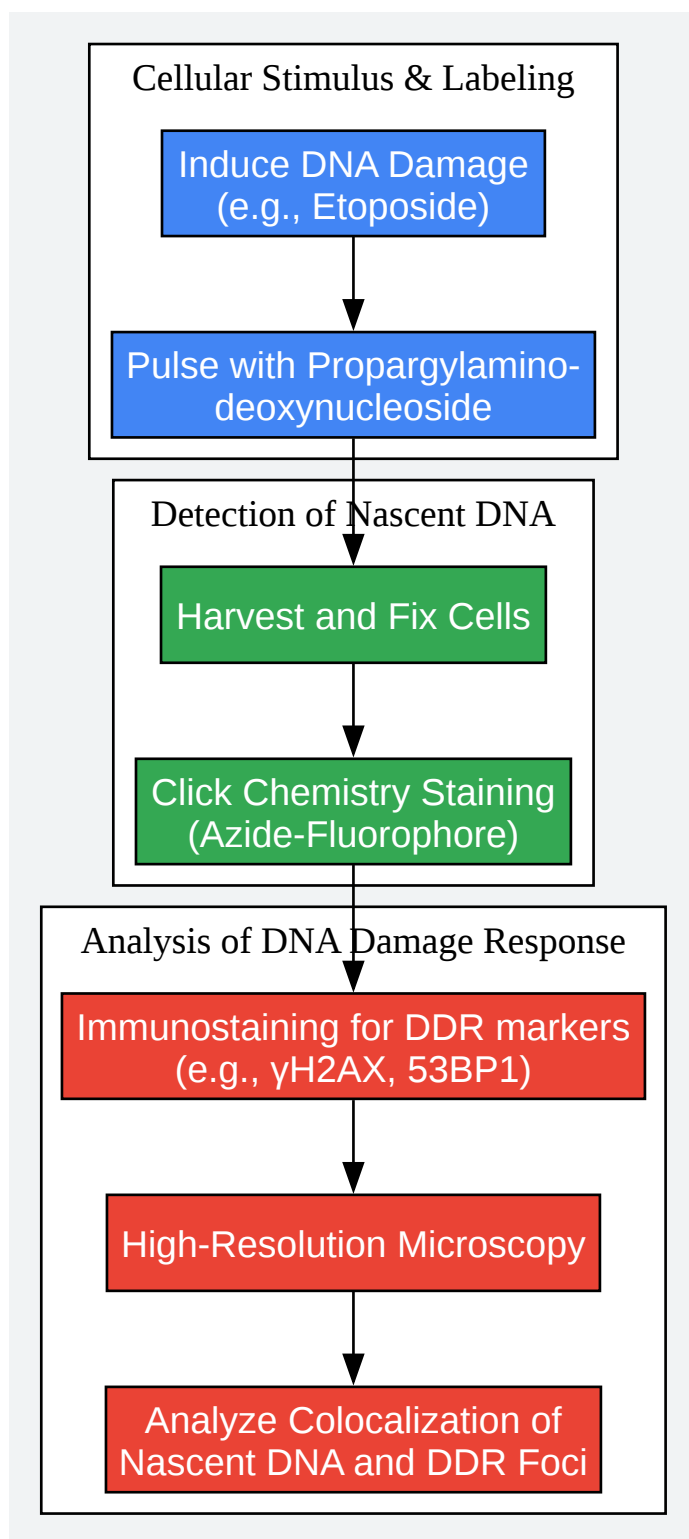 Cellular Stimulus & Labeling
Induce DNA Damage
(e.g., Etoposide)
Pulse with Propargylamino-
deoxynucleoside
Detection of Nascent DNA
Harvest and Fix Cells
Click Chemistry Staining
(Azide-Fluorophore)
Analysis of DNA Damage Response
Immunostaining for DDR markers
(e.g., γH2AX, 53BP1)
High-Resolution Microscopy
Analyze Colocalization of
Nascent DNA and DDR Foci